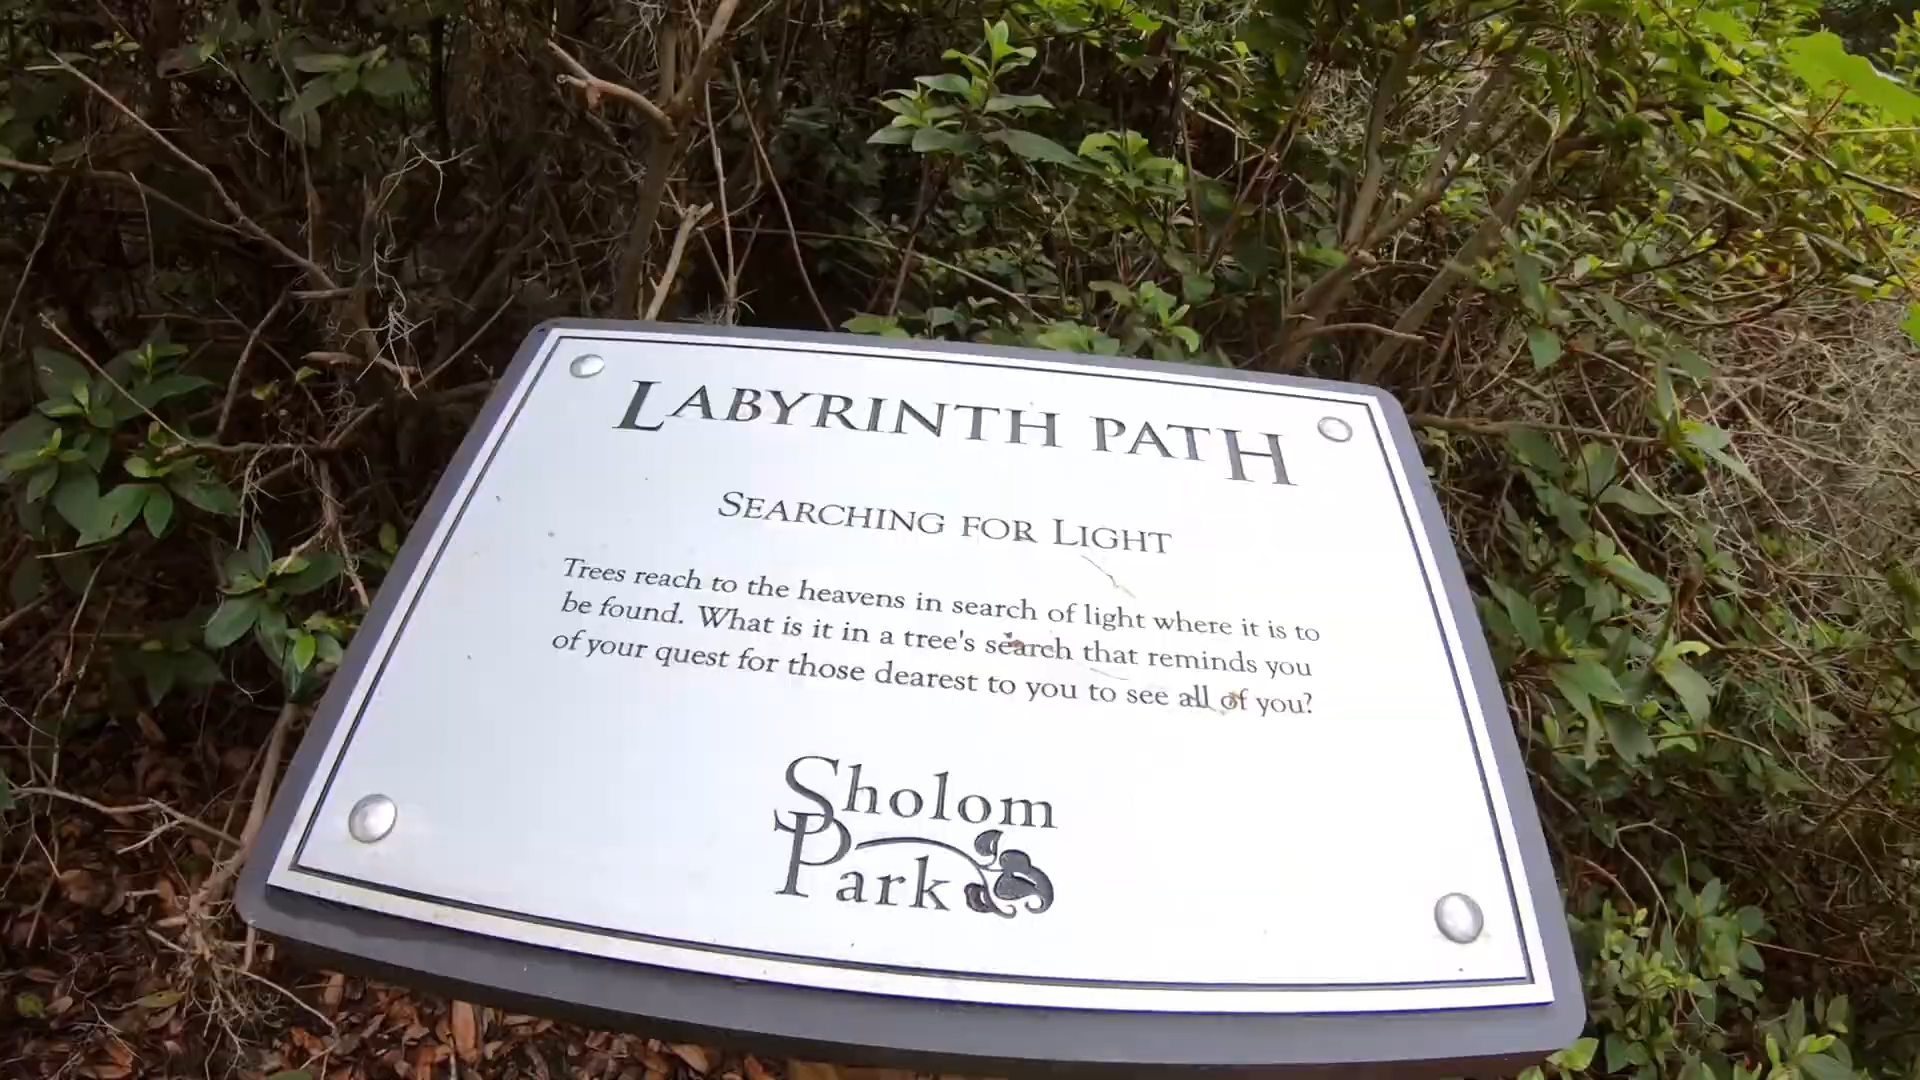 LABYRINTH PATH
SEARCHING FOR LIGHT
Trees reach to the heavens in search of light where it is to
be found. What is it in a tree's search that reminds you
of your quest for those dearest to you to see all of you?
Sholom
Park